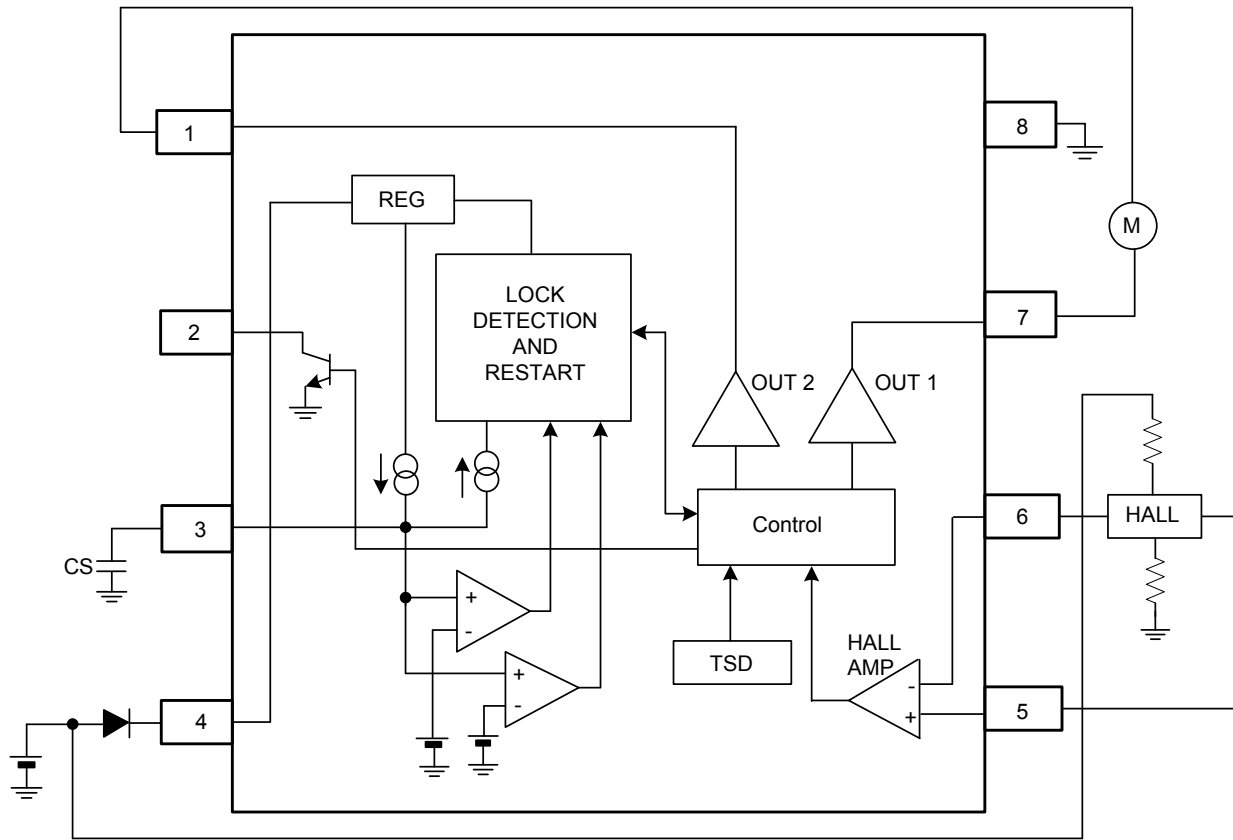 1
8
REG
M
LOCK
DETECTION
AND
RESTART
2
7
OUT 2
OUT 1
3
Control
6
HALL
CS
+
-
TSD
HALL
AMP
+
-
-
+
4
5